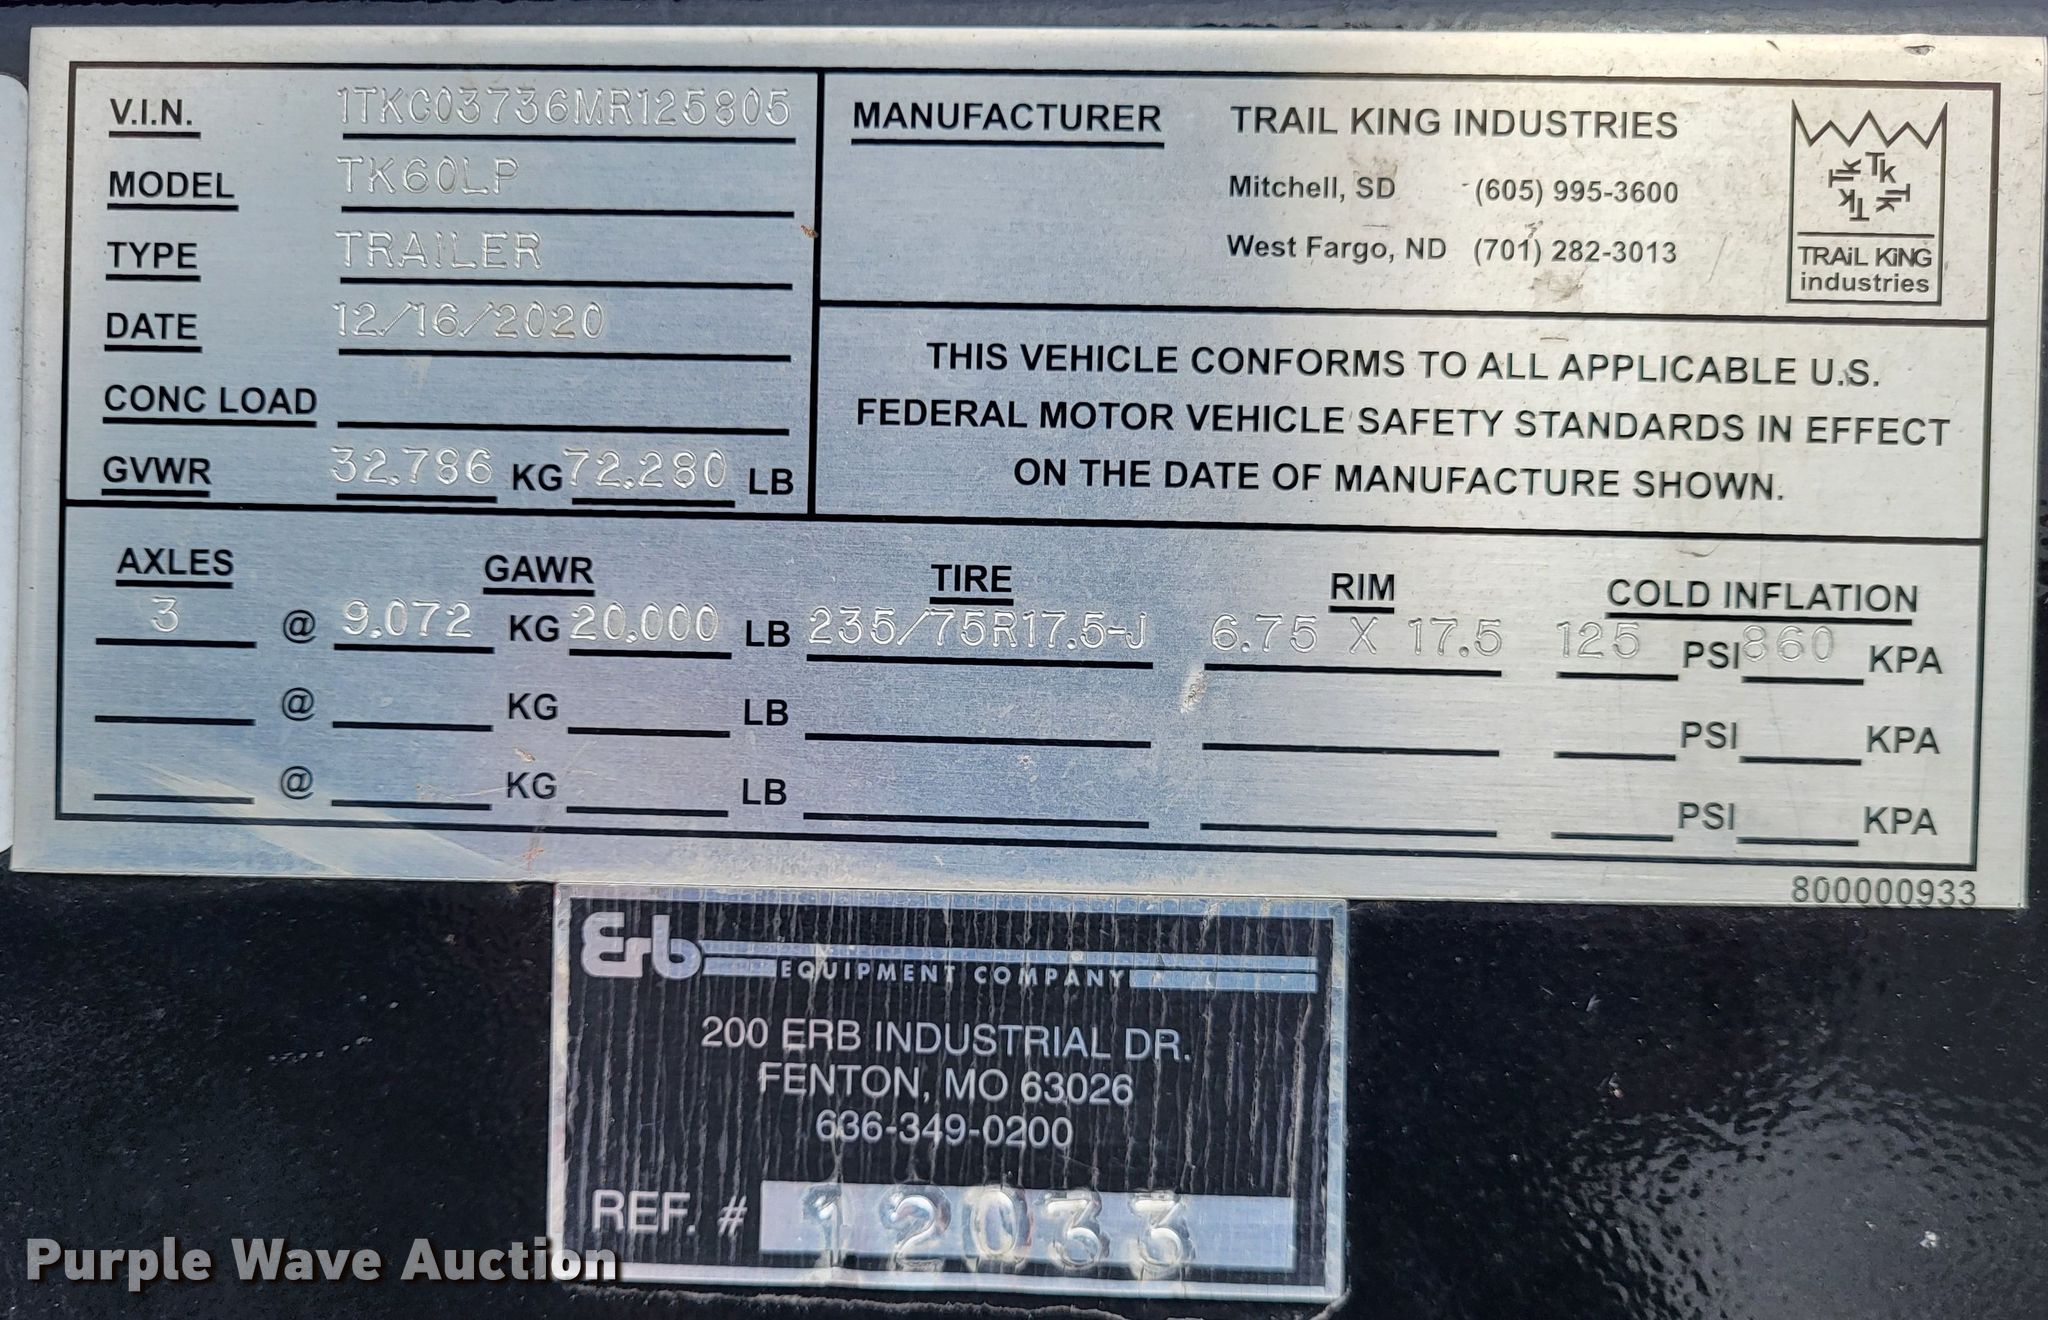 V.I.N. 1TKC03736MR125805
MODEL TK60LP
TYPE TRAILER
DATE 12/16/2020
CONC LOAD
GVWR 32,786 KG 72,280 LB
MANUFACTURER TRAIL KING INDUSTRIES
Mitchell, SD (605) 995-3600
West Fargo, ND (701) 282-3013
TK TK TK TK TK
TRAiL KiNG
industries
THIS VEHICLE CONFORMS TO ALL APPLICABLE U.S.
FEDERAL MOTOR VEHICLE SAFETY STANDARDS IN EFFECT
ON THE DATE OF MANUFACTURE SHOWN.
AXLES GAWR TIRE RIM COLD INFLATION
3 @ 9,072 KG 20,000 LB 235/75R17.5-J 6.75 X 17.5 125 PSI 860 KPA
@ KG LB PSI KPA
@ KG LB PSI KPA
800000933
Erb
EQUIPMENT COMPANY
200 ERB INDUSTRIAL DR.
FENTON, MO 63026
636-349-0200
REF. # 12033
Purple Wave Auction